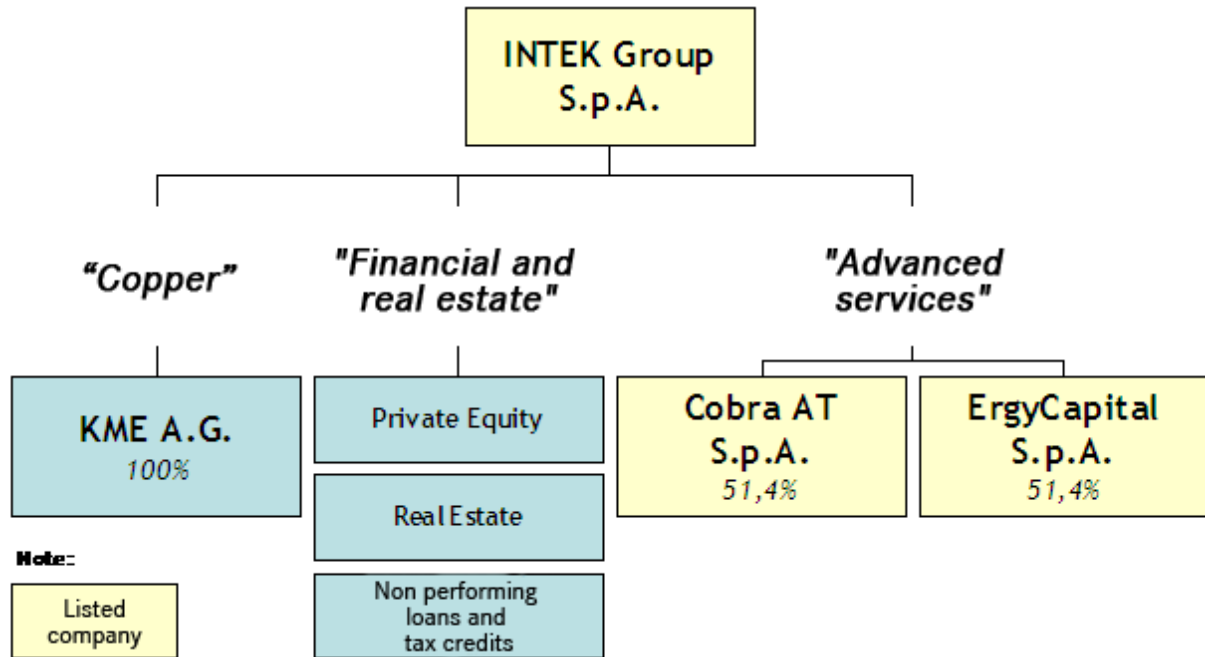 INTEK Group
S.p.A.
“Copper”
"Financial and
real estate"
"Advanced
services"
KME A.G.
100%
Private Equity
Real Estate
Non performing
loans and
tax credits
Cobra AT
S.p.A.
51,4%
ErgyCapital
S.p.A.
51,4%
Note:
Listed
company